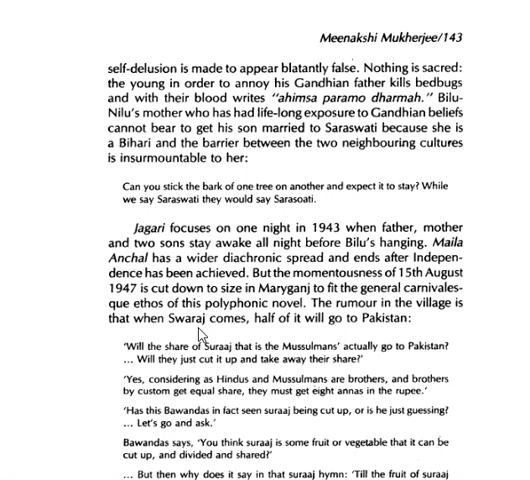 Meenakshi Mukherjee/143
self-delusion is made to appear blatantly false. Nothing is sacred:
the young in order to annoy his Gandhian father kills bedbugs
and with their blood writes "ahimsa paramo dharmah." Bilu-
Nilu's mother who has had life-long exposure to Gandhian beliefs
cannot bear to get his son married to Saraswati because she is
a Bihari and the barrier between the two neighbouring cultures
is insurmountable to her:
Can you stick the bark of one tree on another and expect it to stay? While
we say Saraswati they would say Sarasoati.
Jagari focuses on one night in 1943 when father, mother
and two sons stay awake all night before Bilu's hanging. Maila
Anchal has a wider diachronic spread and ends after Indepen-
dence has been achieved. But the momentousness of 15th August
1947 is cut down to size in Maryganj to fit the general carnivales-
que ethos of this polyphonic novel. The rumour in the village is
that when Swaraj comes, half of it will go to Pakistan:
'Will the share of Suraaj that is the Mussulmans' actually go to Pakistan?
... Will they just cut it up and take away their share?'
'Yes, considering as Hindus and Mussulmans are brothers, and brothers
by custom get equal share, they must get eight annas in the rupee.'
'Has this Bawandas in fact seen suraaj being cut up, or is he just guessing?
... Let's go and ask.'
Bawandas says, 'You think suraaj is some fruit or vegetable that it can be
cut up, and divided and shared?'
... But then why does it say in that suraaj hymn: 'Till the fruit of suraaj